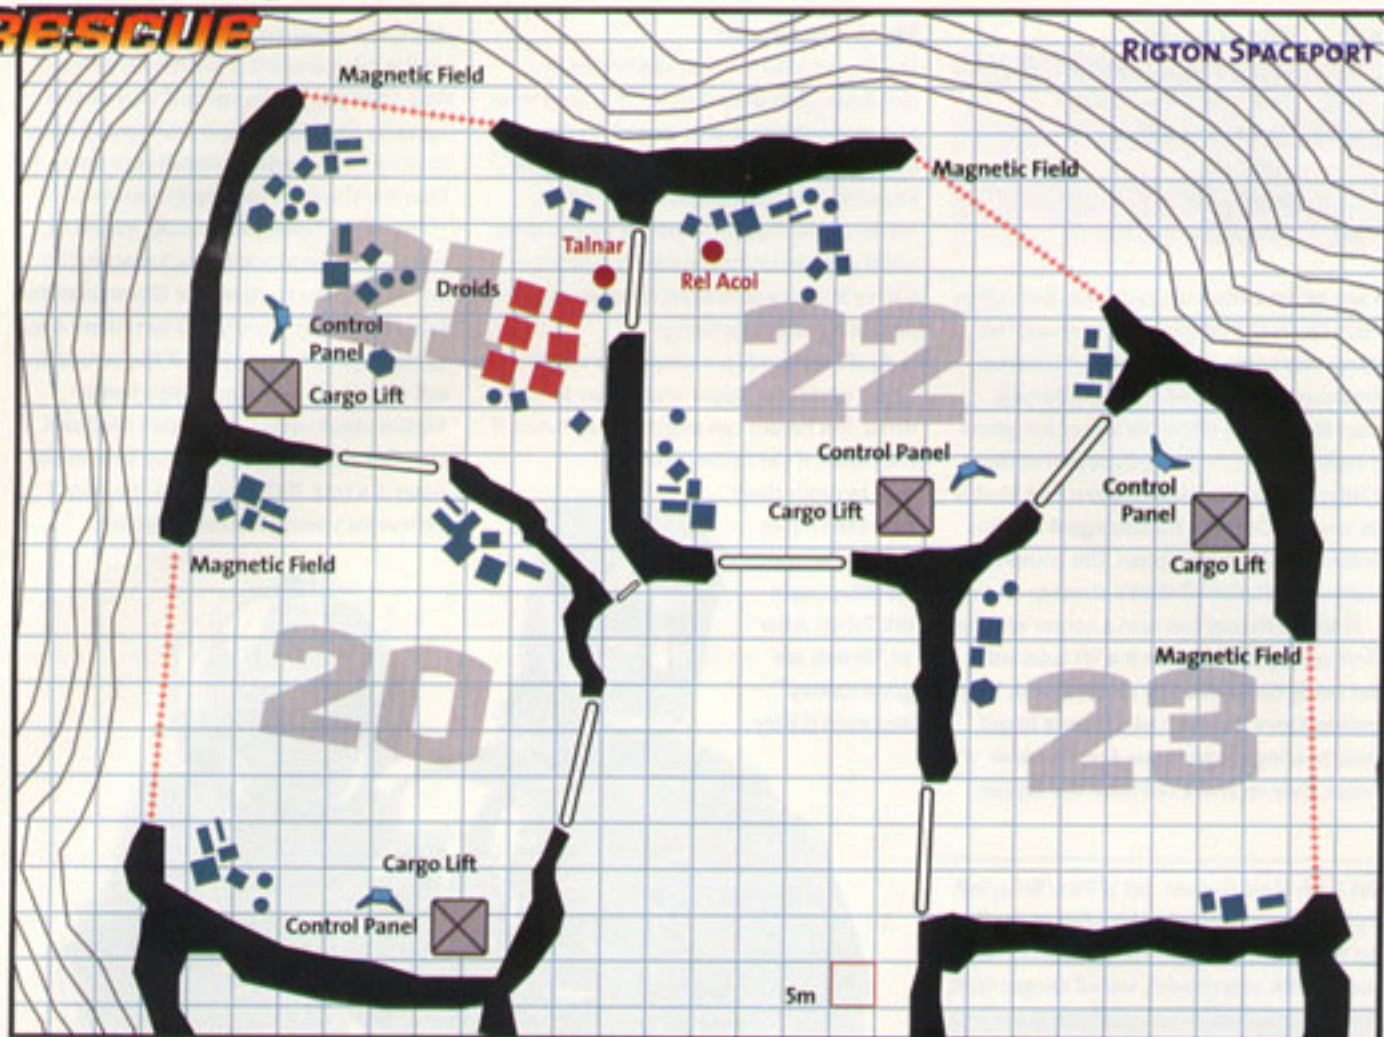 RESCUE
RIGTON SPACEPORT
Magnetic Field
Magnetic Field
21
Talnar
Rel Acoi
Droids
22
Control
Panel
Cargo Lift
Control Panel
Cargo Lift
Control
Panel
Cargo Lift
Magnetic Field
Magnetic Field
20
23
Cargo Lift
Control Panel
5m